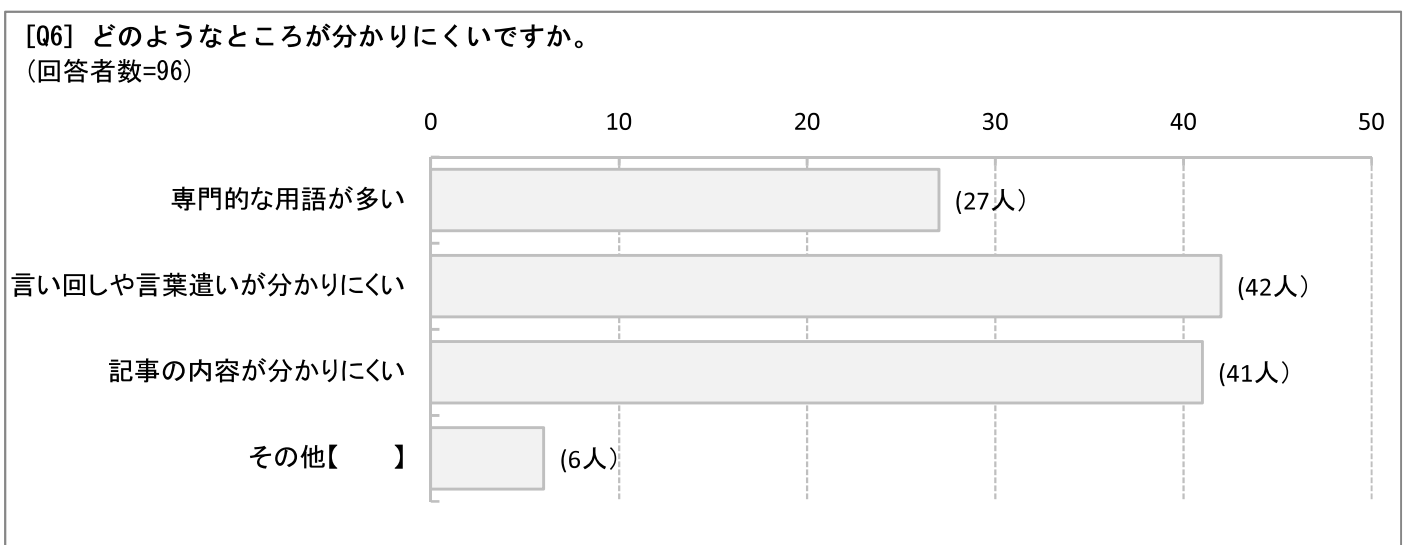 [Q6] どのようなところが分かりにくいですか。
（回答者数=96）
0 10 20 30 40 50
専門的な用語が多い (27人）
言い回しや言葉遣いが分かりにくい (42人）
記事の内容が分かりにくい (41人）
その他【　　】 (6人）